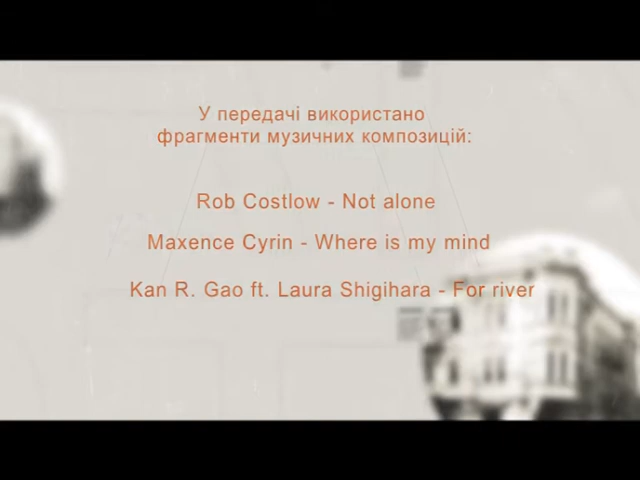 У передачі використано
фрагменти музичних композицій:
Rob Costlow - Not alone
Maxence Cyrin - Where is my mind
Kan R. Gao ft. Laura Shigihara - For river